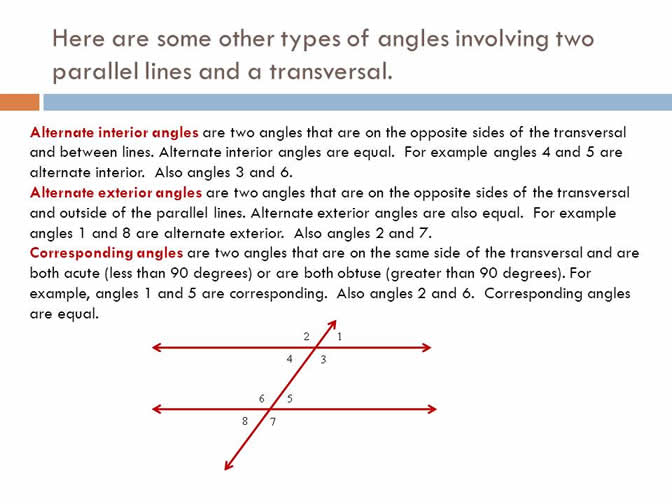 Here are some other types of angles involving two
parallel lines and a transversal.
Alternate interior angles are two angles that are on the opposite sides of the transversal
and between lines. Alternate interior angles are equal. For example angles 4 and 5 are
alternate interior. Also angles 3 and 6.
Alternate exterior angles are two angles that are on the opposite sides of the transversal
and outside of the parallel lines. Alternate exterior angles are also equal. For example
angles 1 and 8 are alternate exterior. Also angles 2 and 7.
Corresponding angles are two angles that are on the same side of the transversal and are
both acute (less than 90 degrees) or are both obtuse (greater than 90 degrees). For
example, angles 1 and 5 are corresponding. Also angles 2 and 6. Corresponding angles
are equal.
2 1
4 3
6 5
8 7